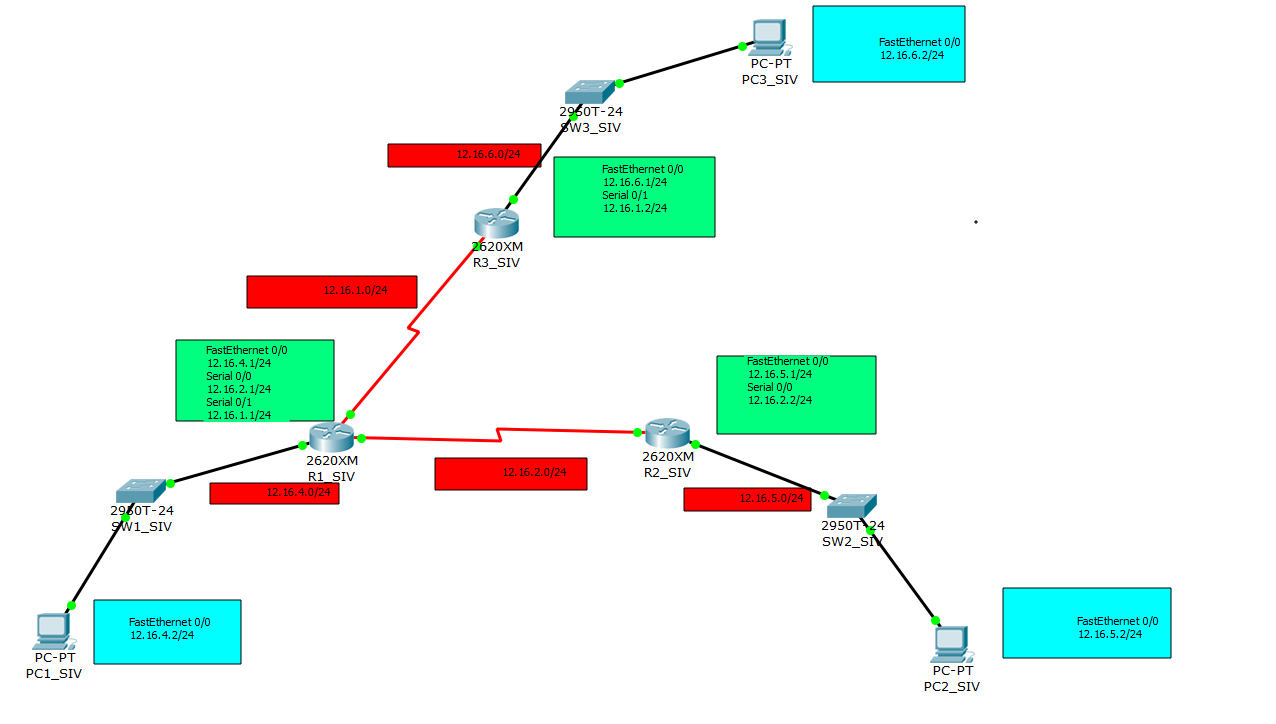 FastEthernet 0/0
12.16.6.2/24
PC-PT
PC3_SIV
2950T-24
SW3_SIV
12.16.6.0/24
FastEthernet 0/0
12.16.6.1/24
Serial 0/1
12.16.1.2/24
2620XM
R3_SIV
12.16.1.0/24
FastEthernet 0/0
12.16.4.1/24
Serial 0/0
12.16.2.1/24
Serial 0/1
12.16.1.1/24
FastEthernet 0/0
12.16.5.1/24
Serial 0/0
12.16.2.2/24
2620XM
R1_SIV
2620XM
R2_SIV
12.16.2.0/24
12.16.4.0/24
12.16.5.0/24
2950T-24
SW1_SIV
2950T-24
SW2_SIV
FastEthernet 0/0
12.16.4.2/24
PC-PT
PC1_SIV
FastEthernet 0/0
12.16.5.2/24
PC-PT
PC2_SIV